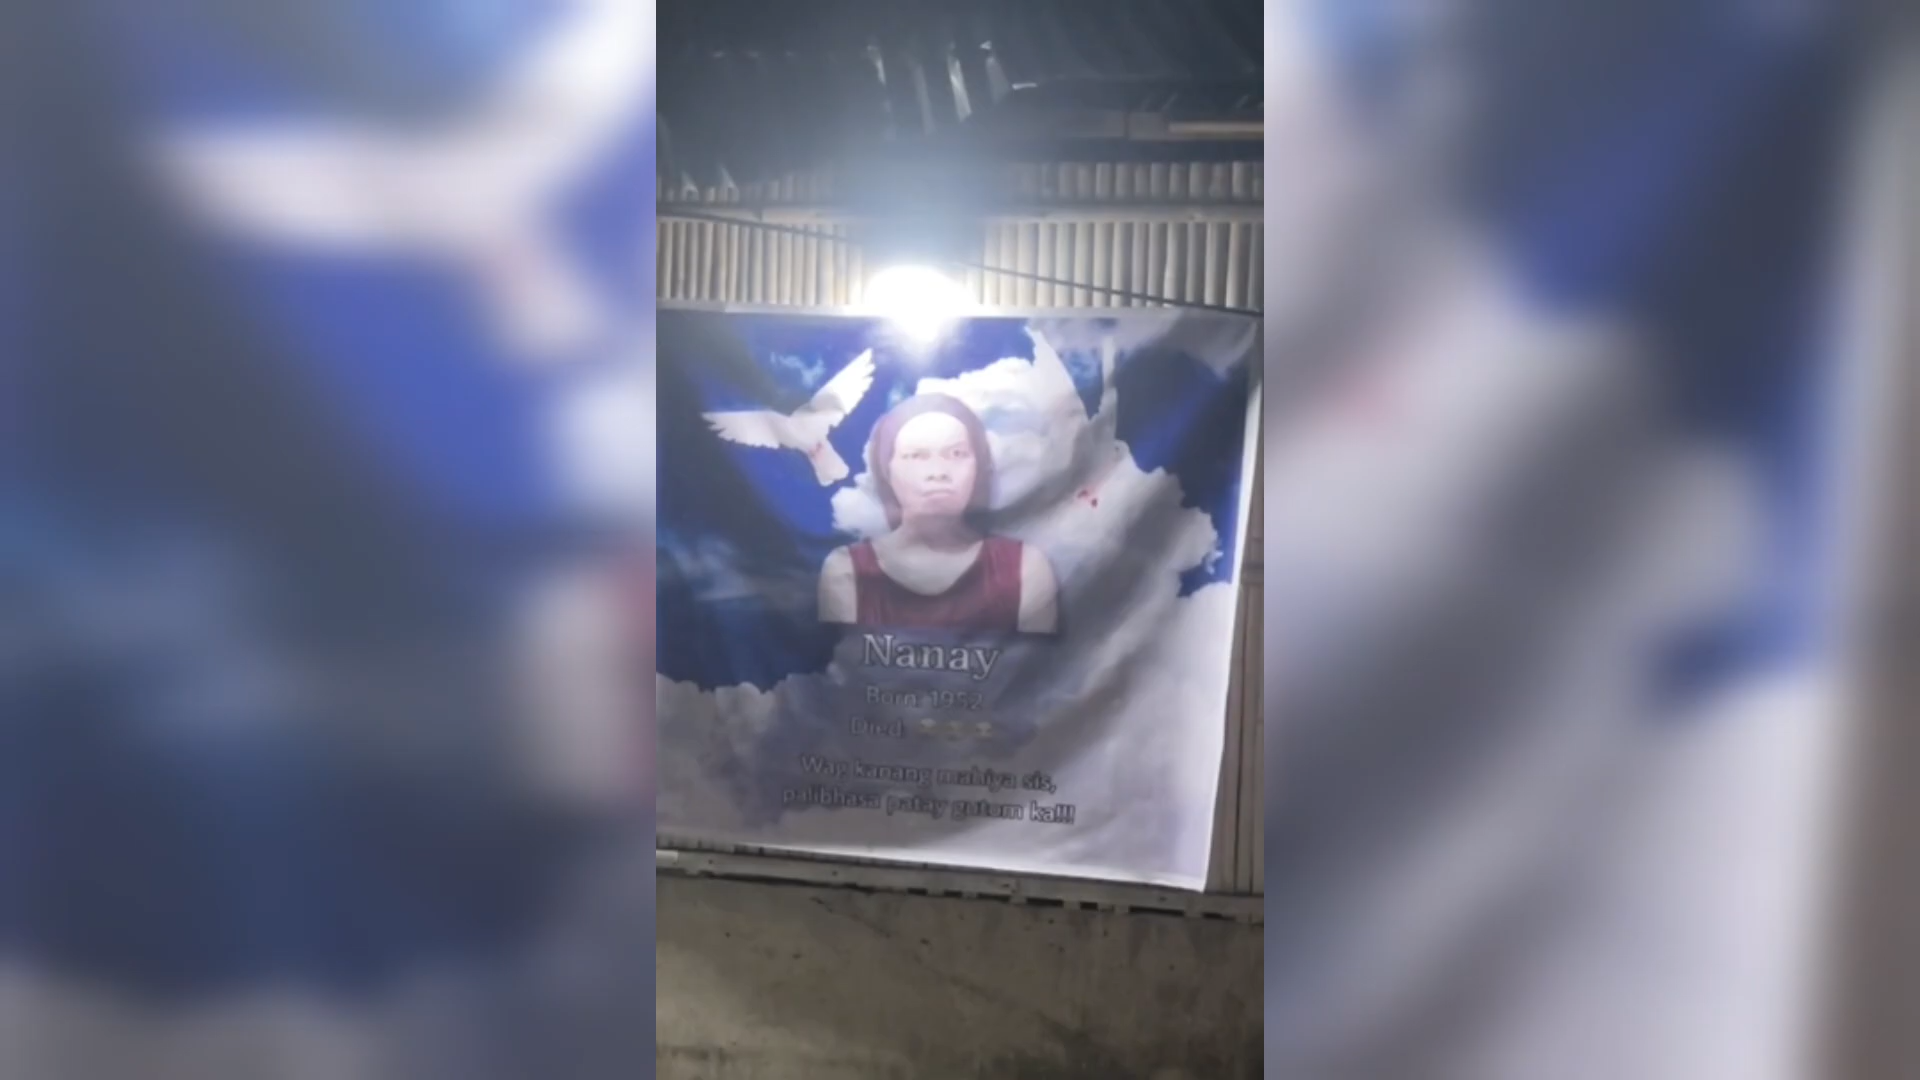 Nanay
Born: 1952
Died:
Wag kanang mahiya sis,
palibhasa patay gutom ka!!!